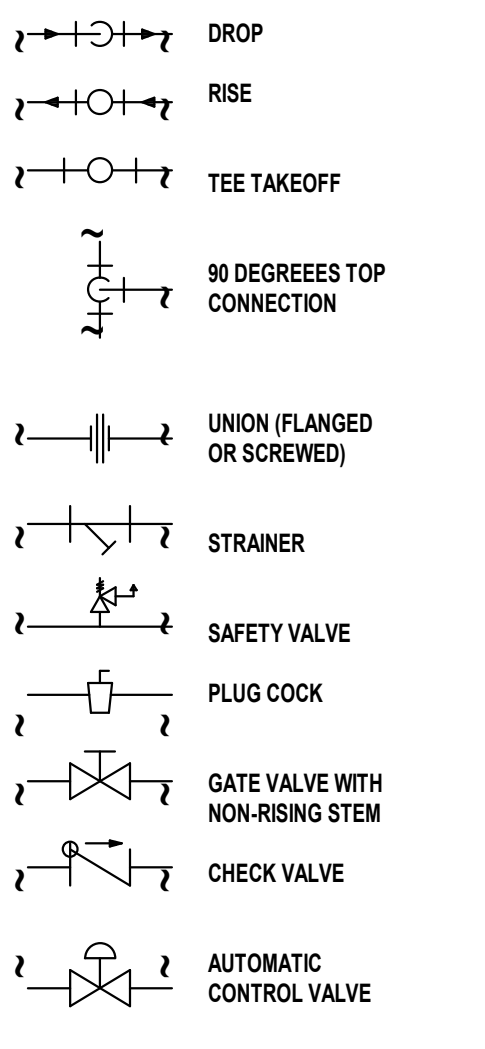 DROP
RISE
TEE TAKEOFF
90 DEGREEES TOP
CONNECTION
UNION (FLANGED
OR SCREWED)
STRAINER
SAFETY VALVE
PLUG COCK
GATE VALVE WITH
NON-RISING STEM
CHECK VALVE
AUTOMATIC
CONTROL VALVE